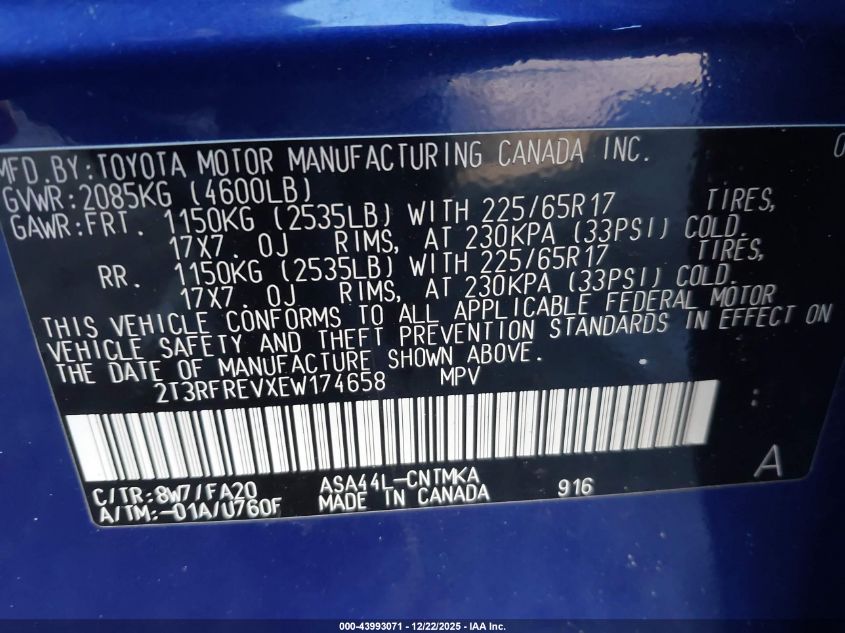 MFD.BY:TOYOTA MOTOR MANUFACTURING CANADA INC. 0
GVWR:2085KG (4600LB)
GAWR:FRT. 1150KG (2535LB) WITH 225/65R17 TIRES,
17X7.0J RIMS, AT 230KPA (33PSI) COLD.
RR. 1150KG (2535LB) WITH 225/65R17 TIRES,
17X7.0J RIMS, AT 230KPA (33PSI) COLD.
THIS VEHICLE CONFORMS TO ALL APPLICABLE FEDERAL MOTOR
VEHICLE SAFETY AND THEFT PREVENTION STANDARDS IN EFFECT ON
THE DATE OF MANUFACTURE SHOWN ABOVE.
2T3RFREVXEW174658 MPV
A
C/TR:8W7/FA20 ASA44L-CNTMKA
A/TM:-01A/U760F MADE IN CANADA 916
000-43993071 - 12/22/2025 - IAA Inc.